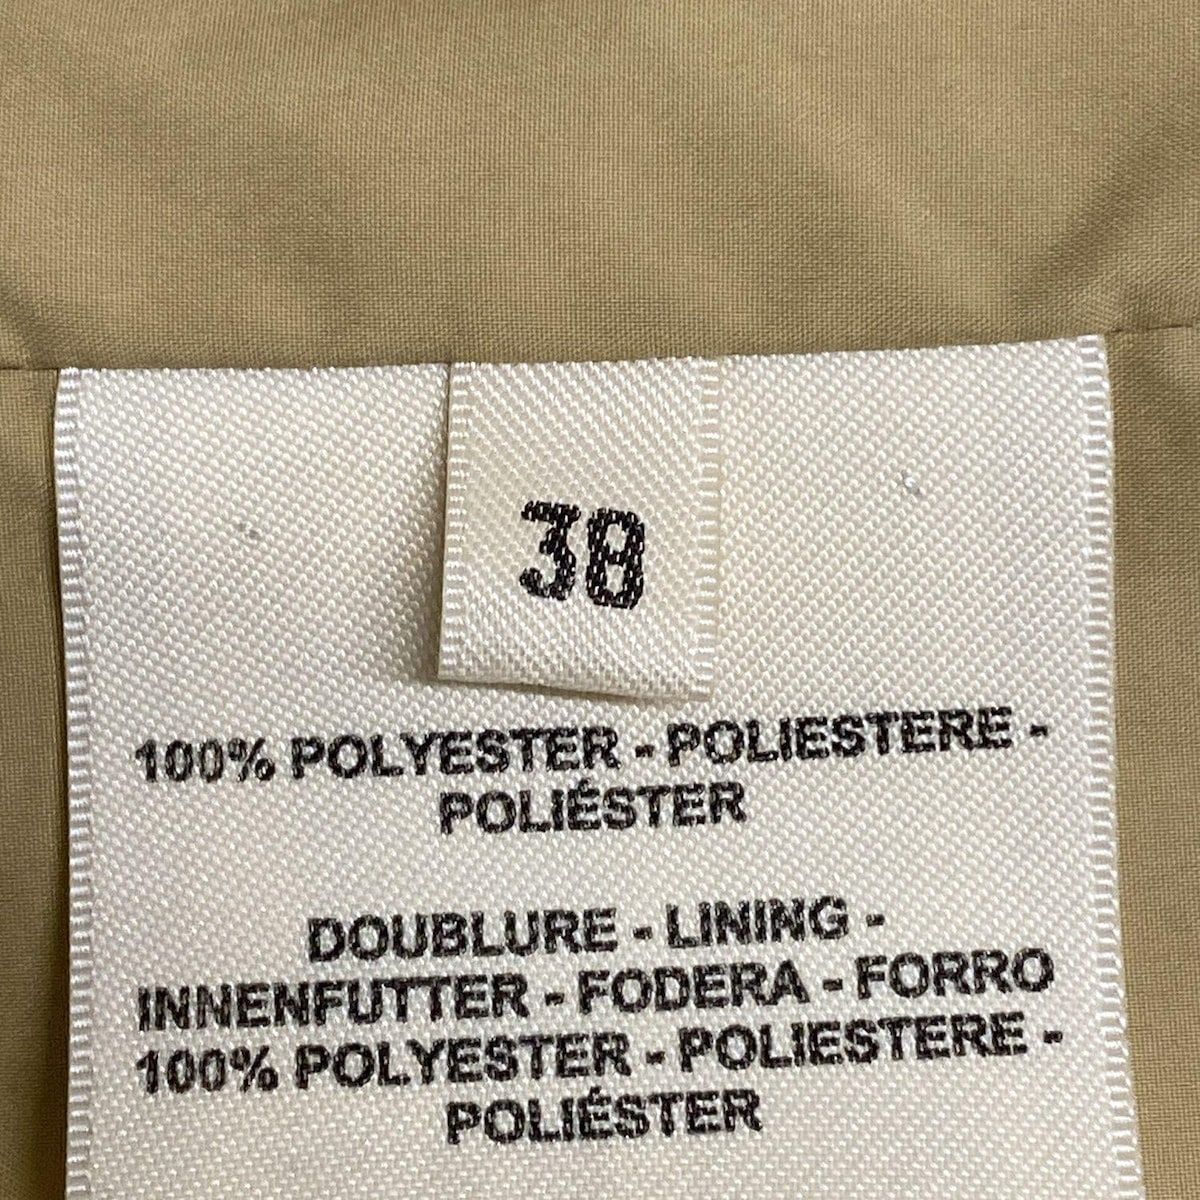 38
100% POLYESTER - POLIESTERE -
POLIÉSTER
DOUBLURE - LINING -
INNENFUTTER - FODERA - FORRO
100% POLYESTER - POLIESTERE -
POLIÉSTER